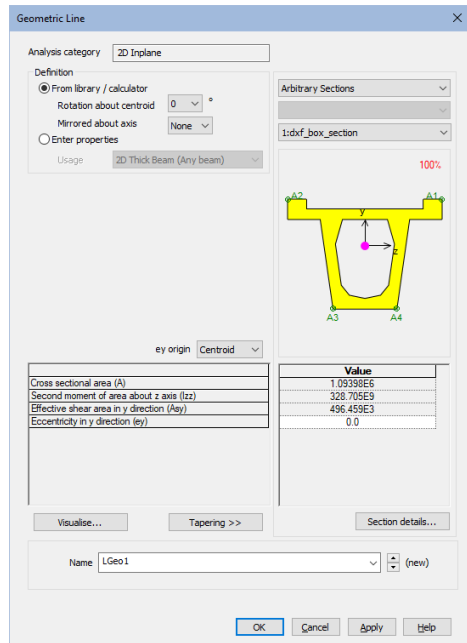 Geometric Line
Analysis category 2D Inplane
Definition
From library / calculator
Rotation about centroid 0 °
Mirrored about axis None
Enter properties
Usage 2D Thick Beam (Any beam)
Arbitrary Sections
1:dxf_box_section
100%
A2 A1
y
z
A3 A4
ey origin Centroid
Value
Cross sectional area (A) 1.09398E6
Second moment of area about z axis (Izz) 328.705E9
Effective shear area in y direction (Asy) 496.459E3
Eccentricity in y direction (ey) 0.0
Visualise... Tapering >> Section details...
Name LGeo1 (new)
OK Cancel Apply Help